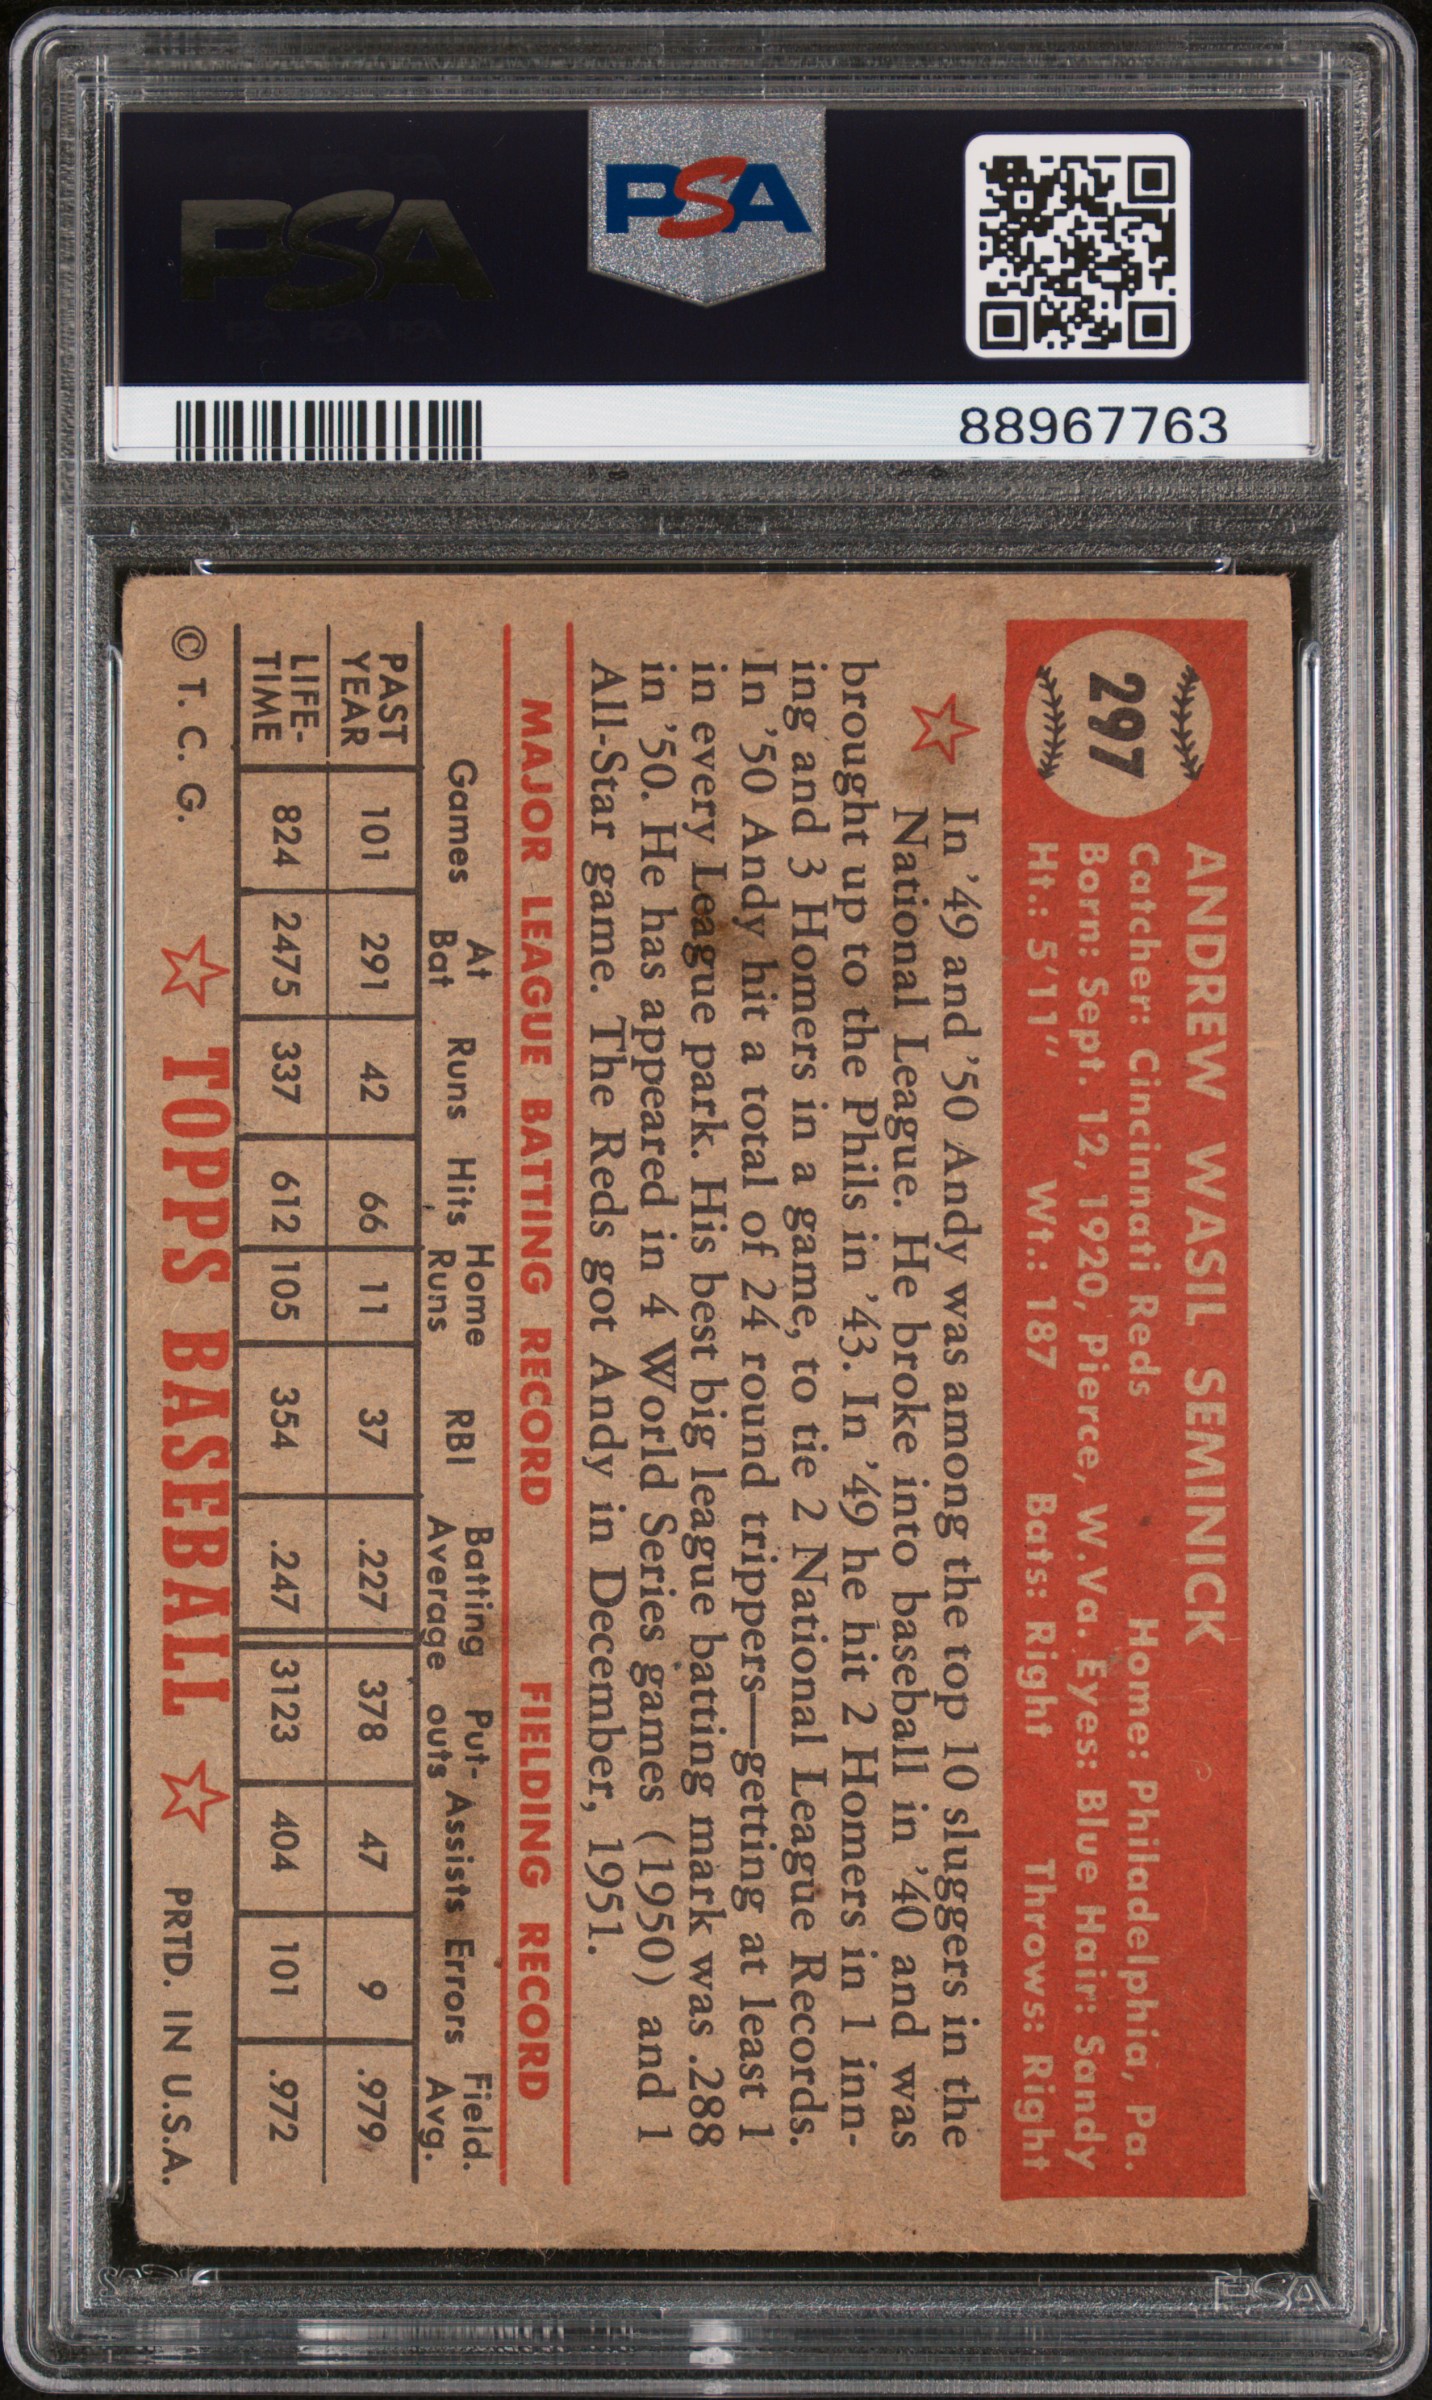 PSA
PSA
88967763
297
ANDREW WASIL SEMINICK
Catcher: Cincinnati Reds Home: Philadelphia, Pa.
Born: Sept. 12, 1920, Pierce, W.Va. Eyes: Blue Hair: Sandy
Ht.: 5'11" Wt.: 187 Bats: Right Throws: Right
In '49 and '50 Andy was among the top 10 sluggers in the
National League. He broke into baseball in '40 and was
brought up to the Phils in '43. In '49 he hit 2 Homers in 1 inn-
ing and 3 Homers in a game, to tie 2 National League Records.
In '50 Andy hit a total of 24 round trippers—getting at least 1
in every League park. His best big league batting mark was .288
in '50. He has appeared in 4 World Series games (1950) and 1
All-Star game. The Reds got Andy in December, 1951.
MAJOR LEAGUE BATTING RECORD FIELDING RECORD
Games At Bat Runs Hits Home Runs RBI Batting Average Put-outs Assists Errors Field. Avg.
PAST YEAR 101 291 42 66 11 37 .227 378 47 9 .979
LIFE-TIME 824 2475 337 612 105 354 .247 3123 404 101 .972
© T. C. G. TOPPS BASEBALL PRTD. IN U.S.A.
PSA